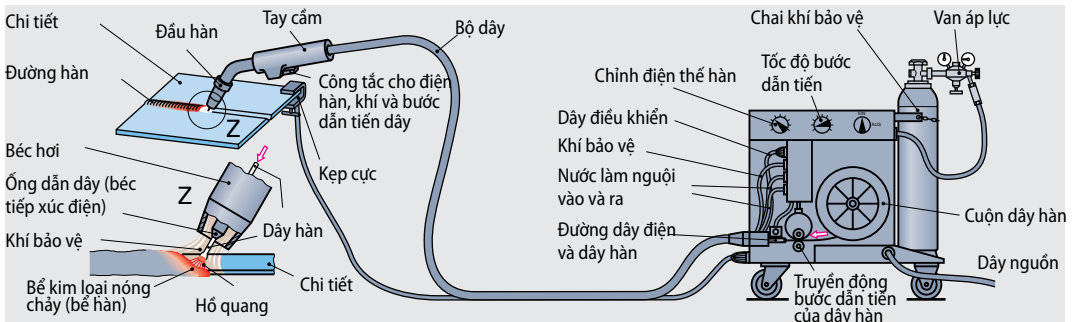 Chi tiết
Đầu hàn
Tay cầm
Bộ dây
Đường hàn
Công tắc cho điện
hàn, khí và bước
dẫn tiến dây
Z
Kẹp cực
Béc hơi
Z
Ống dẫn dây (béc
tiếp xúc điện)
Dây hàn
Khí bảo vệ
Bể kim loại nóng
chảy (bể hàn)
Hồ quang
Chi tiết
Chai khí bảo vệ
Van áp lực
Chỉnh điện thế hàn
Tốc độ bước
dẫn tiến
EIN
AUS
Dây điều khiển
Khí bảo vệ
Nước làm nguội
vào và ra
Đường dây điện
và dây hàn
Cuộn dây hàn
Dây nguồn
Truyền động
bước dẫn tiến
của dây hàn